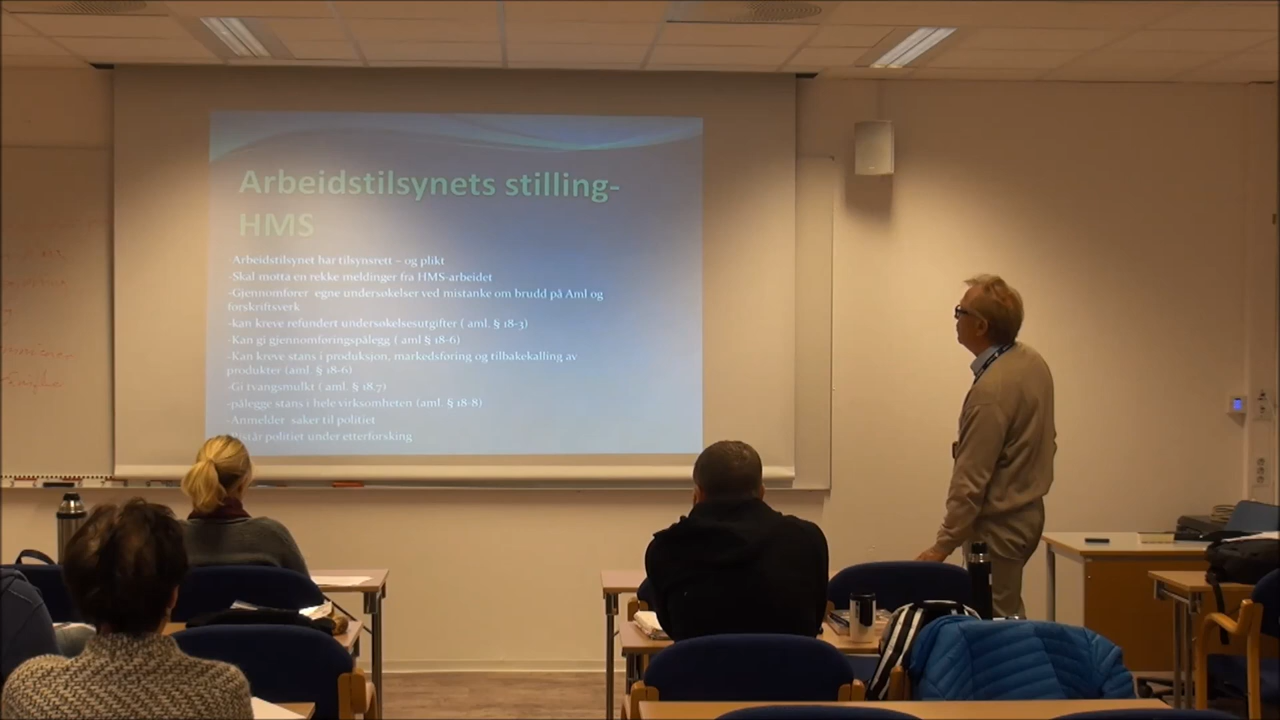 Arbeidstilsynets stilling-
HMS
-Arbeidstilsynet har tilsynsrett – og plikt
-Skal motta en rekke meldinger fra HMS-arbeidet
-Gjennomfører egne undersøkelser ved mistanke om brudd på Aml og
forskriftsverk
-kan kreve refundert undersøkelsesutgifter ( aml. § 18-3)
-Kan gi gjennomføringspålegg ( aml § 18-6)
-Kan kreve stans i produksjon, markedsføring og tilbakekalling av
produkter (aml. § 18-6)
-Gi tvangsmulkt ( aml. § 18.7)
-pålegge stans i hele virksomheten (aml. § 18-8)
-Anmelder saker til politiet
-Bistår politiet under etterforsking